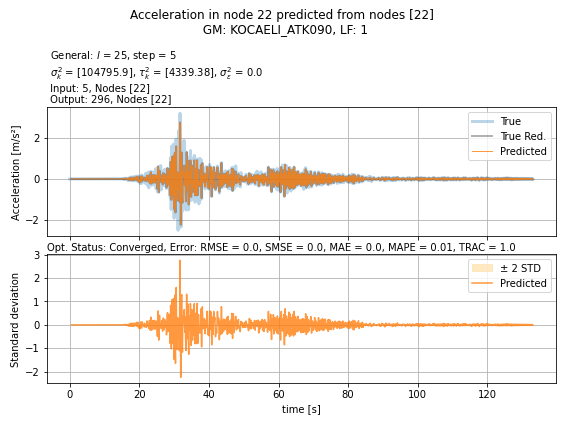 Acceleration in node 22 predicted from nodes [22]
GM: KOCAELI_ATK090, LF: 1
General: l = 25, step = 5
σ²ₖ = [104795.9], τ²ₖ = [4339.38], σ²ε = 0.0
Input: 5, Nodes [22]
Output: 296, Nodes [22]
Acceleration [m/s²]
2
0
−2
True
True Red.
Predicted
Opt. Status: Converged, Error: RMSE = 0.0, SMSE = 0.0, MAE = 0.0, MAPE = 0.01, TRAC = 1.0
Standard deviation
3
2
1
0
−1
−2
± 2 STD
Predicted
0 20 40 60 80 100 120
time [s]